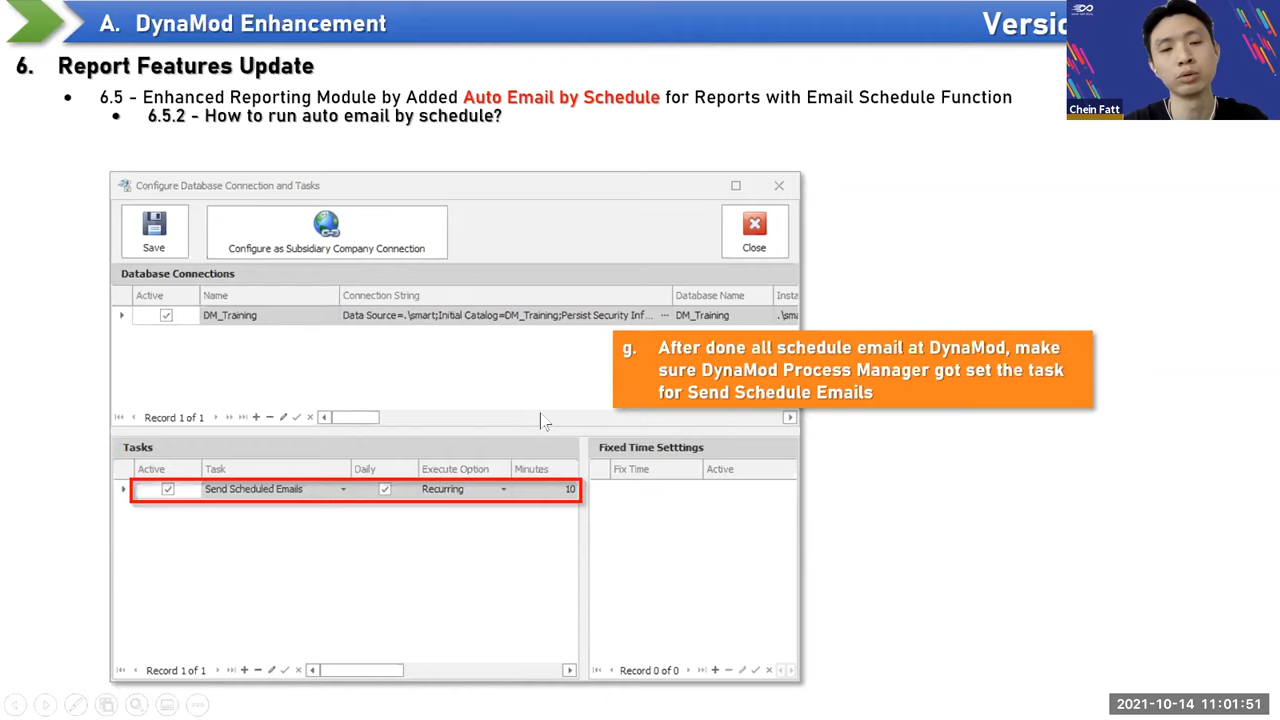 A. DynaMod Enhancement
Versio
6. Report Features Update
6.5 - Enhanced Reporting Module by Added Auto Email by Schedule for Reports with Email Schedule Function
6.5.2 - How to run auto email by schedule?
Chein Fatt
Configure Database Connection and Tasks
Save
Configure as Subsidiary Company Connection
Close
Database Connections
Active Name Connection String Database Name Insta
DM_Training Data Source=.\smart;Initial Catalog=DM_Training;Persist Security Inf... DM_Training .\sma
g. After done all schedule email at DynaMod, make
sure DynaMod Process Manager got set the task
for Send Schedule Emails
Record 1 of 1
Tasks
Active Task Daily Execute Option Minutes
Send Scheduled Emails Recurring 10
Record 1 of 1
Fixed Time Setttings
Fix Time Active
Record 0 of 0
2021-10-14 11:01:51